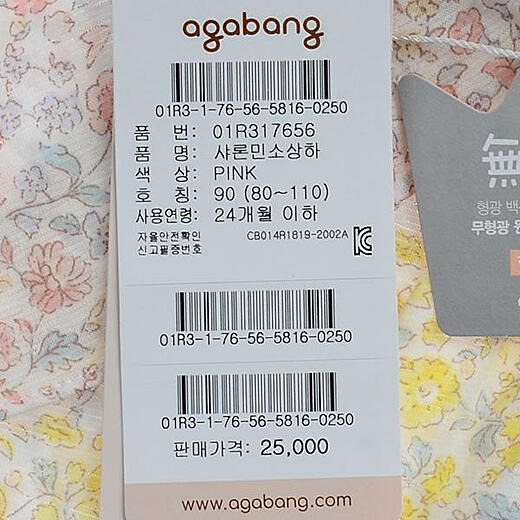 agabang
01R3-1-76-56-5816-0250
품 번: 01R317656
품 명: 샤론민소상하
색 상: PINK
호 칭: 90 (80~110)
사용연령: 24개월 이하
자율안전확인
신고필증번호 CB014R1819-2002A
01R3-1-76-56-5816-0250
01R3-1-76-56-5816-0250
판매가격: 25,000
www.agabang.com
無
형광 백
무형광 원